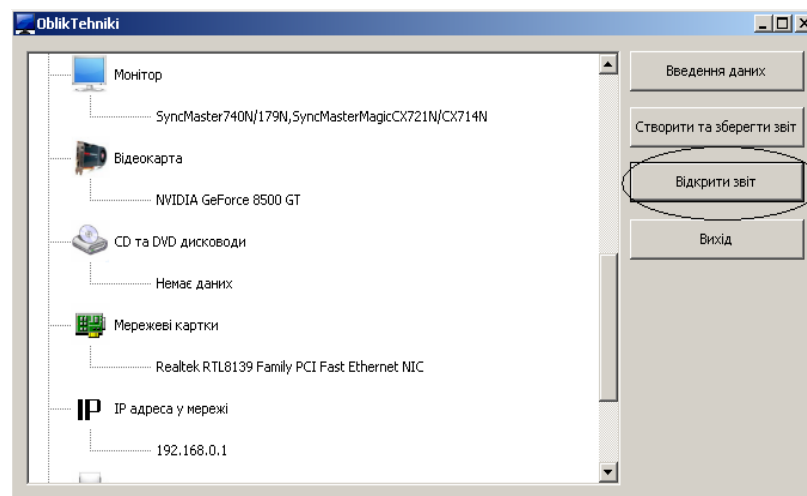 OblikTehniki
Монітор
SyncMaster740N/179N,SyncMasterMagicCX721N/CX714N
Відеокарта
NVIDIA GeForce 8500 GT
CD та DVD дисководи
Немає даних
Мережеві картки
Realtek RTL8139 Family PCI Fast Ethernet NIC
IP IP адреса у мережі
192.168.0.1
Введення даних
Створити та зберегти звіт
Відкрити звіт
Вихід